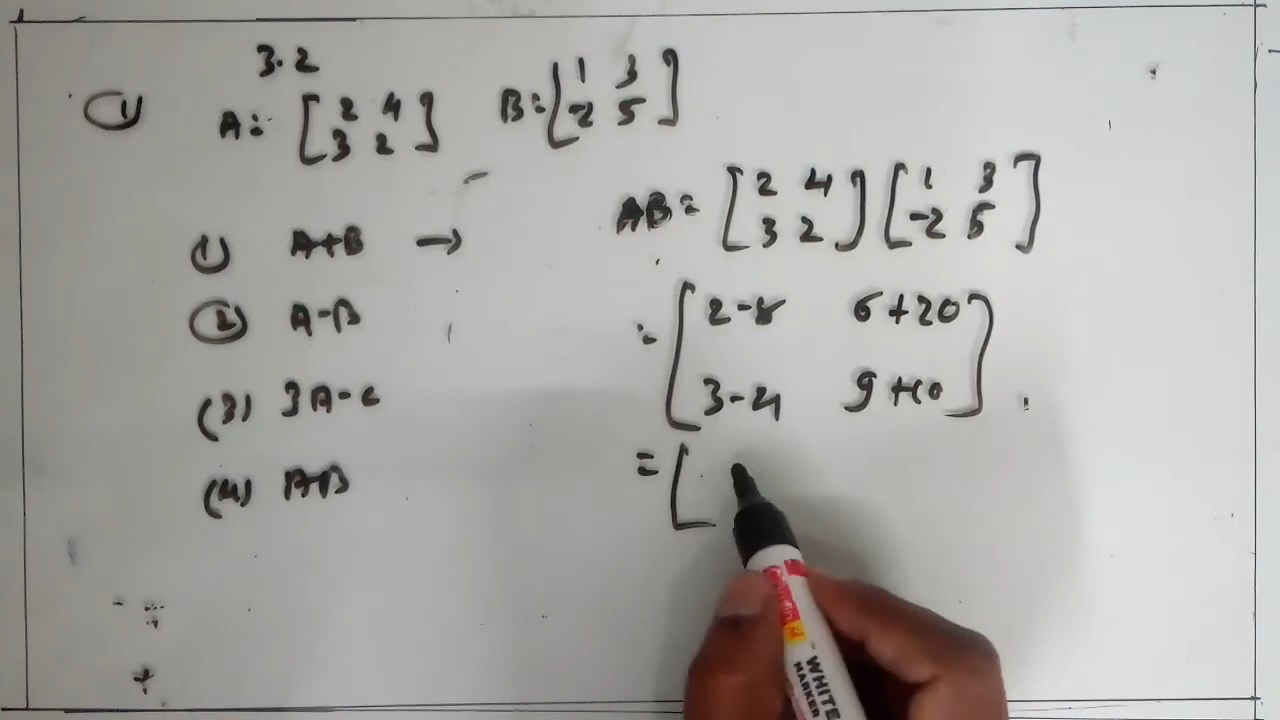 3.2
(1) A = [2 4 B = [1 3
3 2] -2 5]
AB = [2 4 [1 3
3 2] -2 5]
(1) A+B →
(2) A-B
= [2-8 6+20
3-4 9+10]
(3) 3A-C
(4) AB
= [
WHITE
MARKER